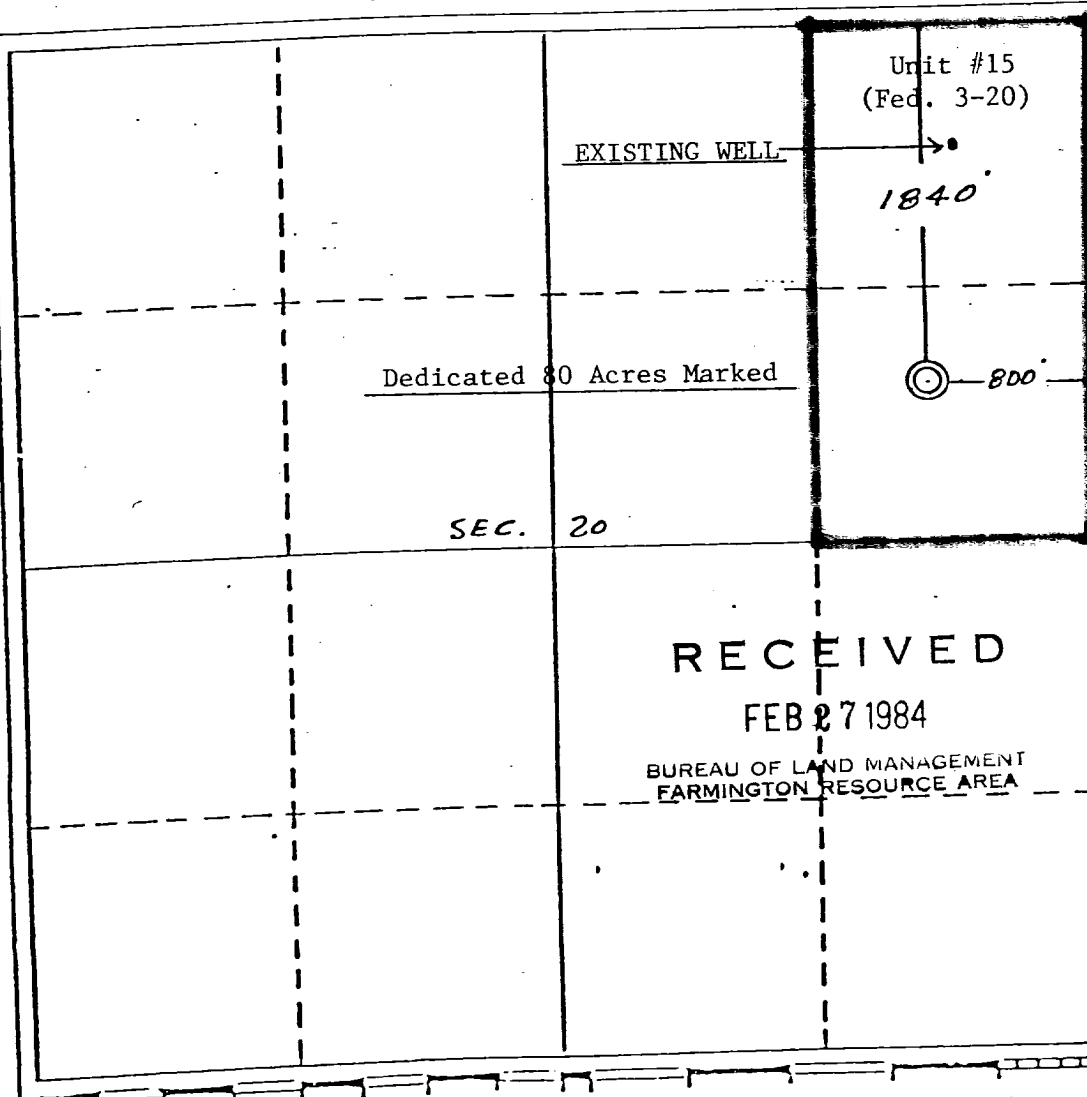 Unit #15
(Fed. 3-20)
EXISTING WELL
1840'
Dedicated 80 Acres Marked
800'
SEC. 20
RECEIVED
FEB 27 1984
BUREAU OF LAND MANAGEMENT
FARMINGTON RESOURCE AREA